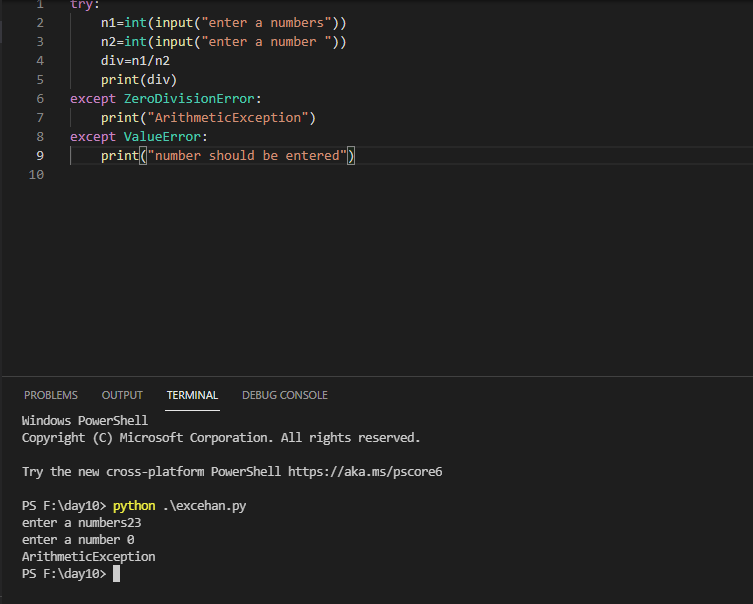 1 try:
2 n1=int(input("enter a numbers"))
3 n2=int(input("enter a number "))
4 div=n1/n2
5 print(div)
6 except ZeroDivisionError:
7 print("ArithmeticException")
8 except ValueError:
9 print("number should be entered")
10
PROBLEMS OUTPUT TERMINAL DEBUG CONSOLE
Windows PowerShell
Copyright (C) Microsoft Corporation. All rights reserved.
Try the new cross-platform PowerShell https://aka.ms/pscore6
PS F:\day10> python .\excehan.py
enter a numbers23
enter a number 0
ArithmeticException
PS F:\day10>